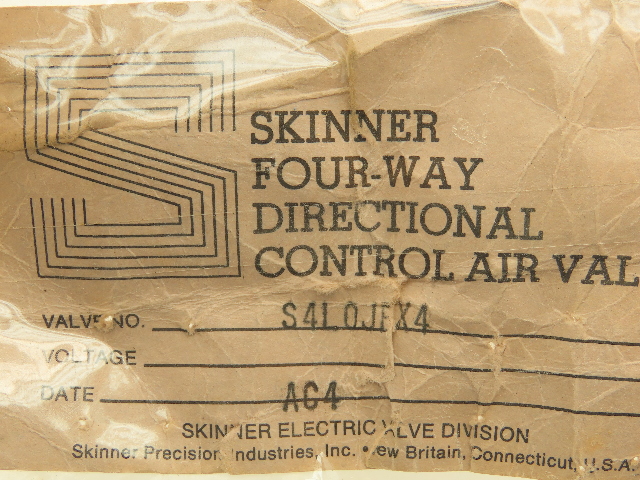 SKINNER
FOUR-WAY
DIRECTIONAL
CONTROL AIR VAL
VALVE NO. S4L0JFX4
VOLTAGE
DATE AG4
SKINNER ELECTRIC VALVE DIVISION
Skinner Precision Industries, Inc. • New Britain, Connecticut, U.S.A.